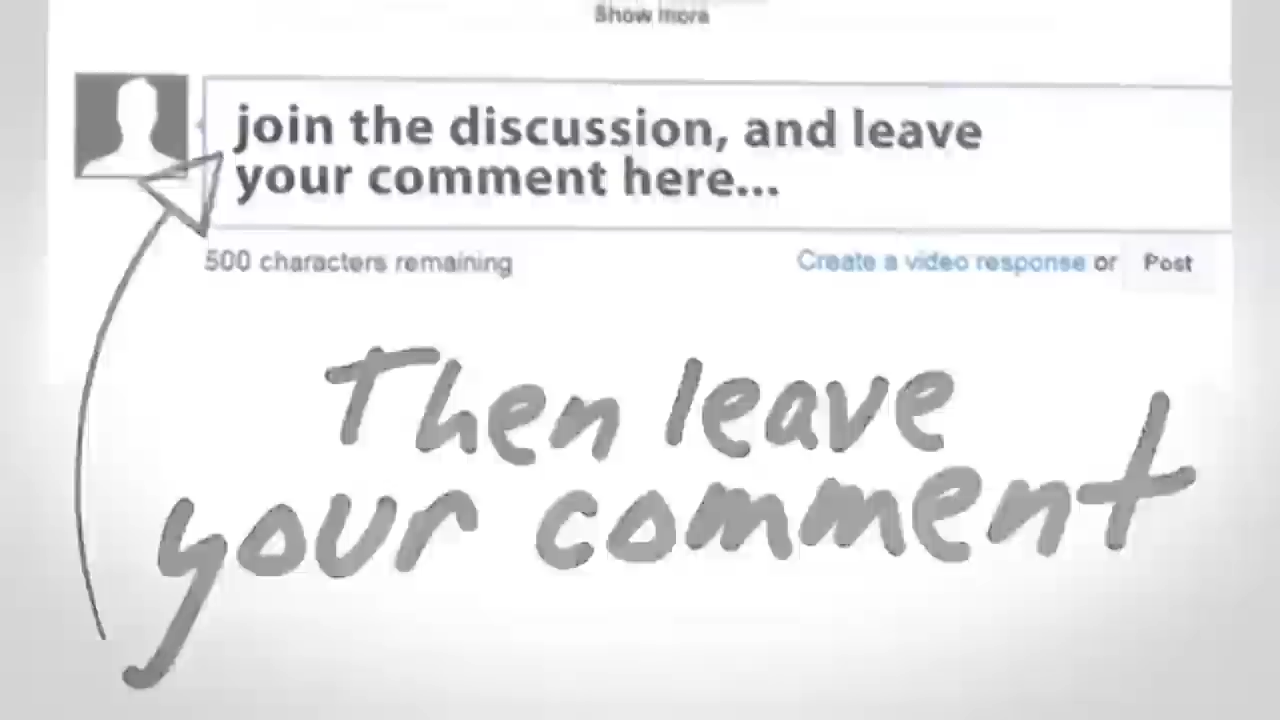 Show more
join the discussion, and leave
your comment here...
500 characters remaining
Create a video response or Post
Then leave
your comment